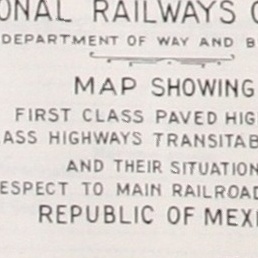 ONAL RAILWAYS O
DEPARTMENT OF WAY AND B
MAP SHOWING
FIRST CLASS PAVED HIG
ASS HIGHWAYS TRANSITAB
AND THEIR SITUATION
ESPECT TO MAIN RAILROAD
REPUBLIC OF MEXI